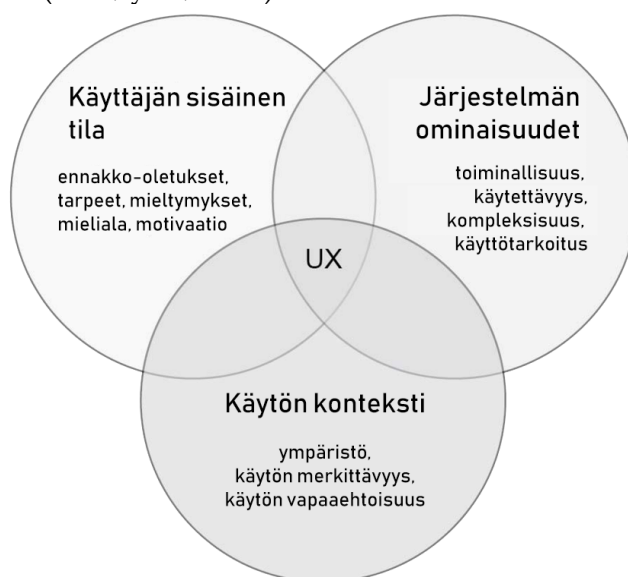 Käyttäjän sisäinen
tila
ennakko-oletukset,
tarpeet, mieltymykset,
mieliala, motivaatio
Järjestelmän
ominaisuudet
toiminallisuus,
käytettävyys,
kompleksisuus,
käyttötarkoitus
UX
Käytön konteksti
ympäristö,
käytön merkittävyys,
käytön vapaaehtoisuus